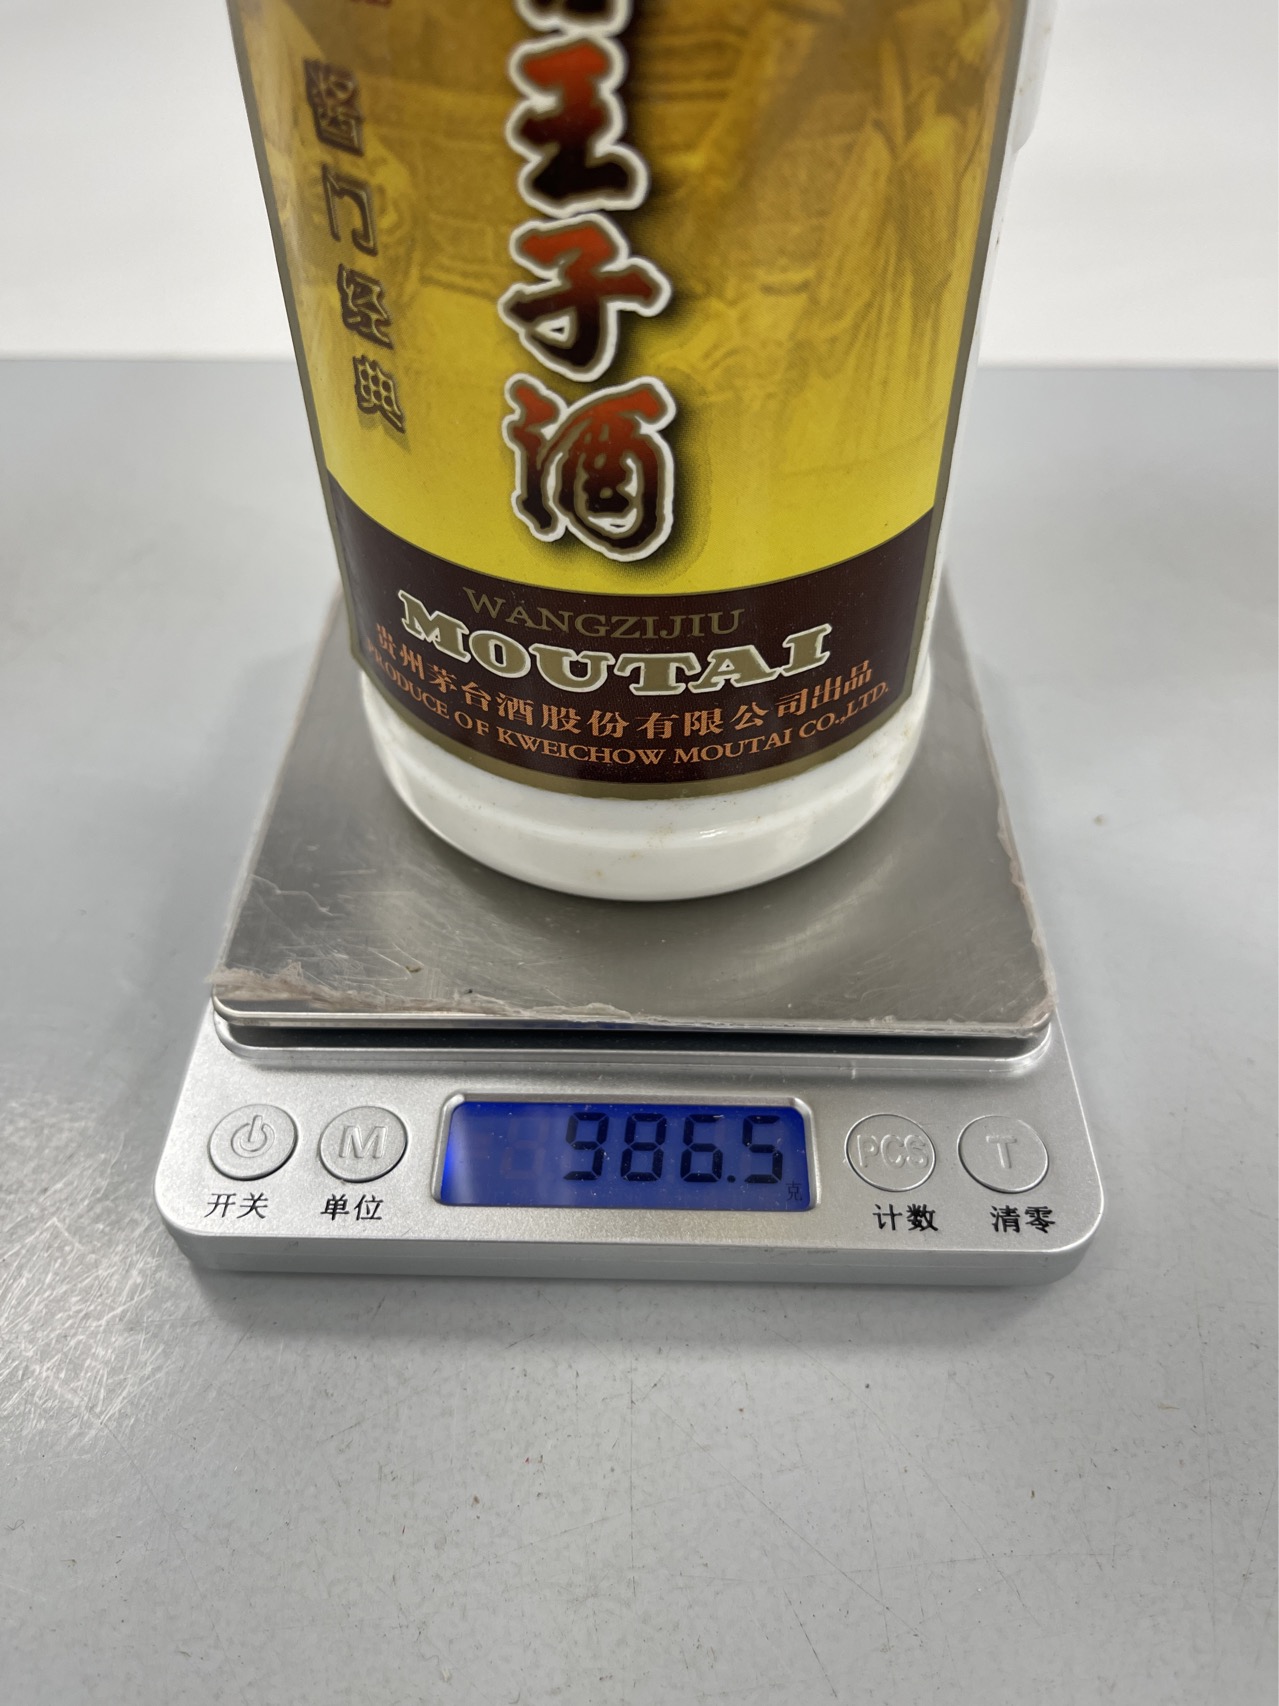 王子酒
酱门经典
WANGZIJIU
MOUTAI
贵州茅台酒股份有限公司出品
PRODUCE OF KWEICHOW MOUTAI CO.,LTD.
M
986.5
克
PCS
T
开关
单位
计数
清零